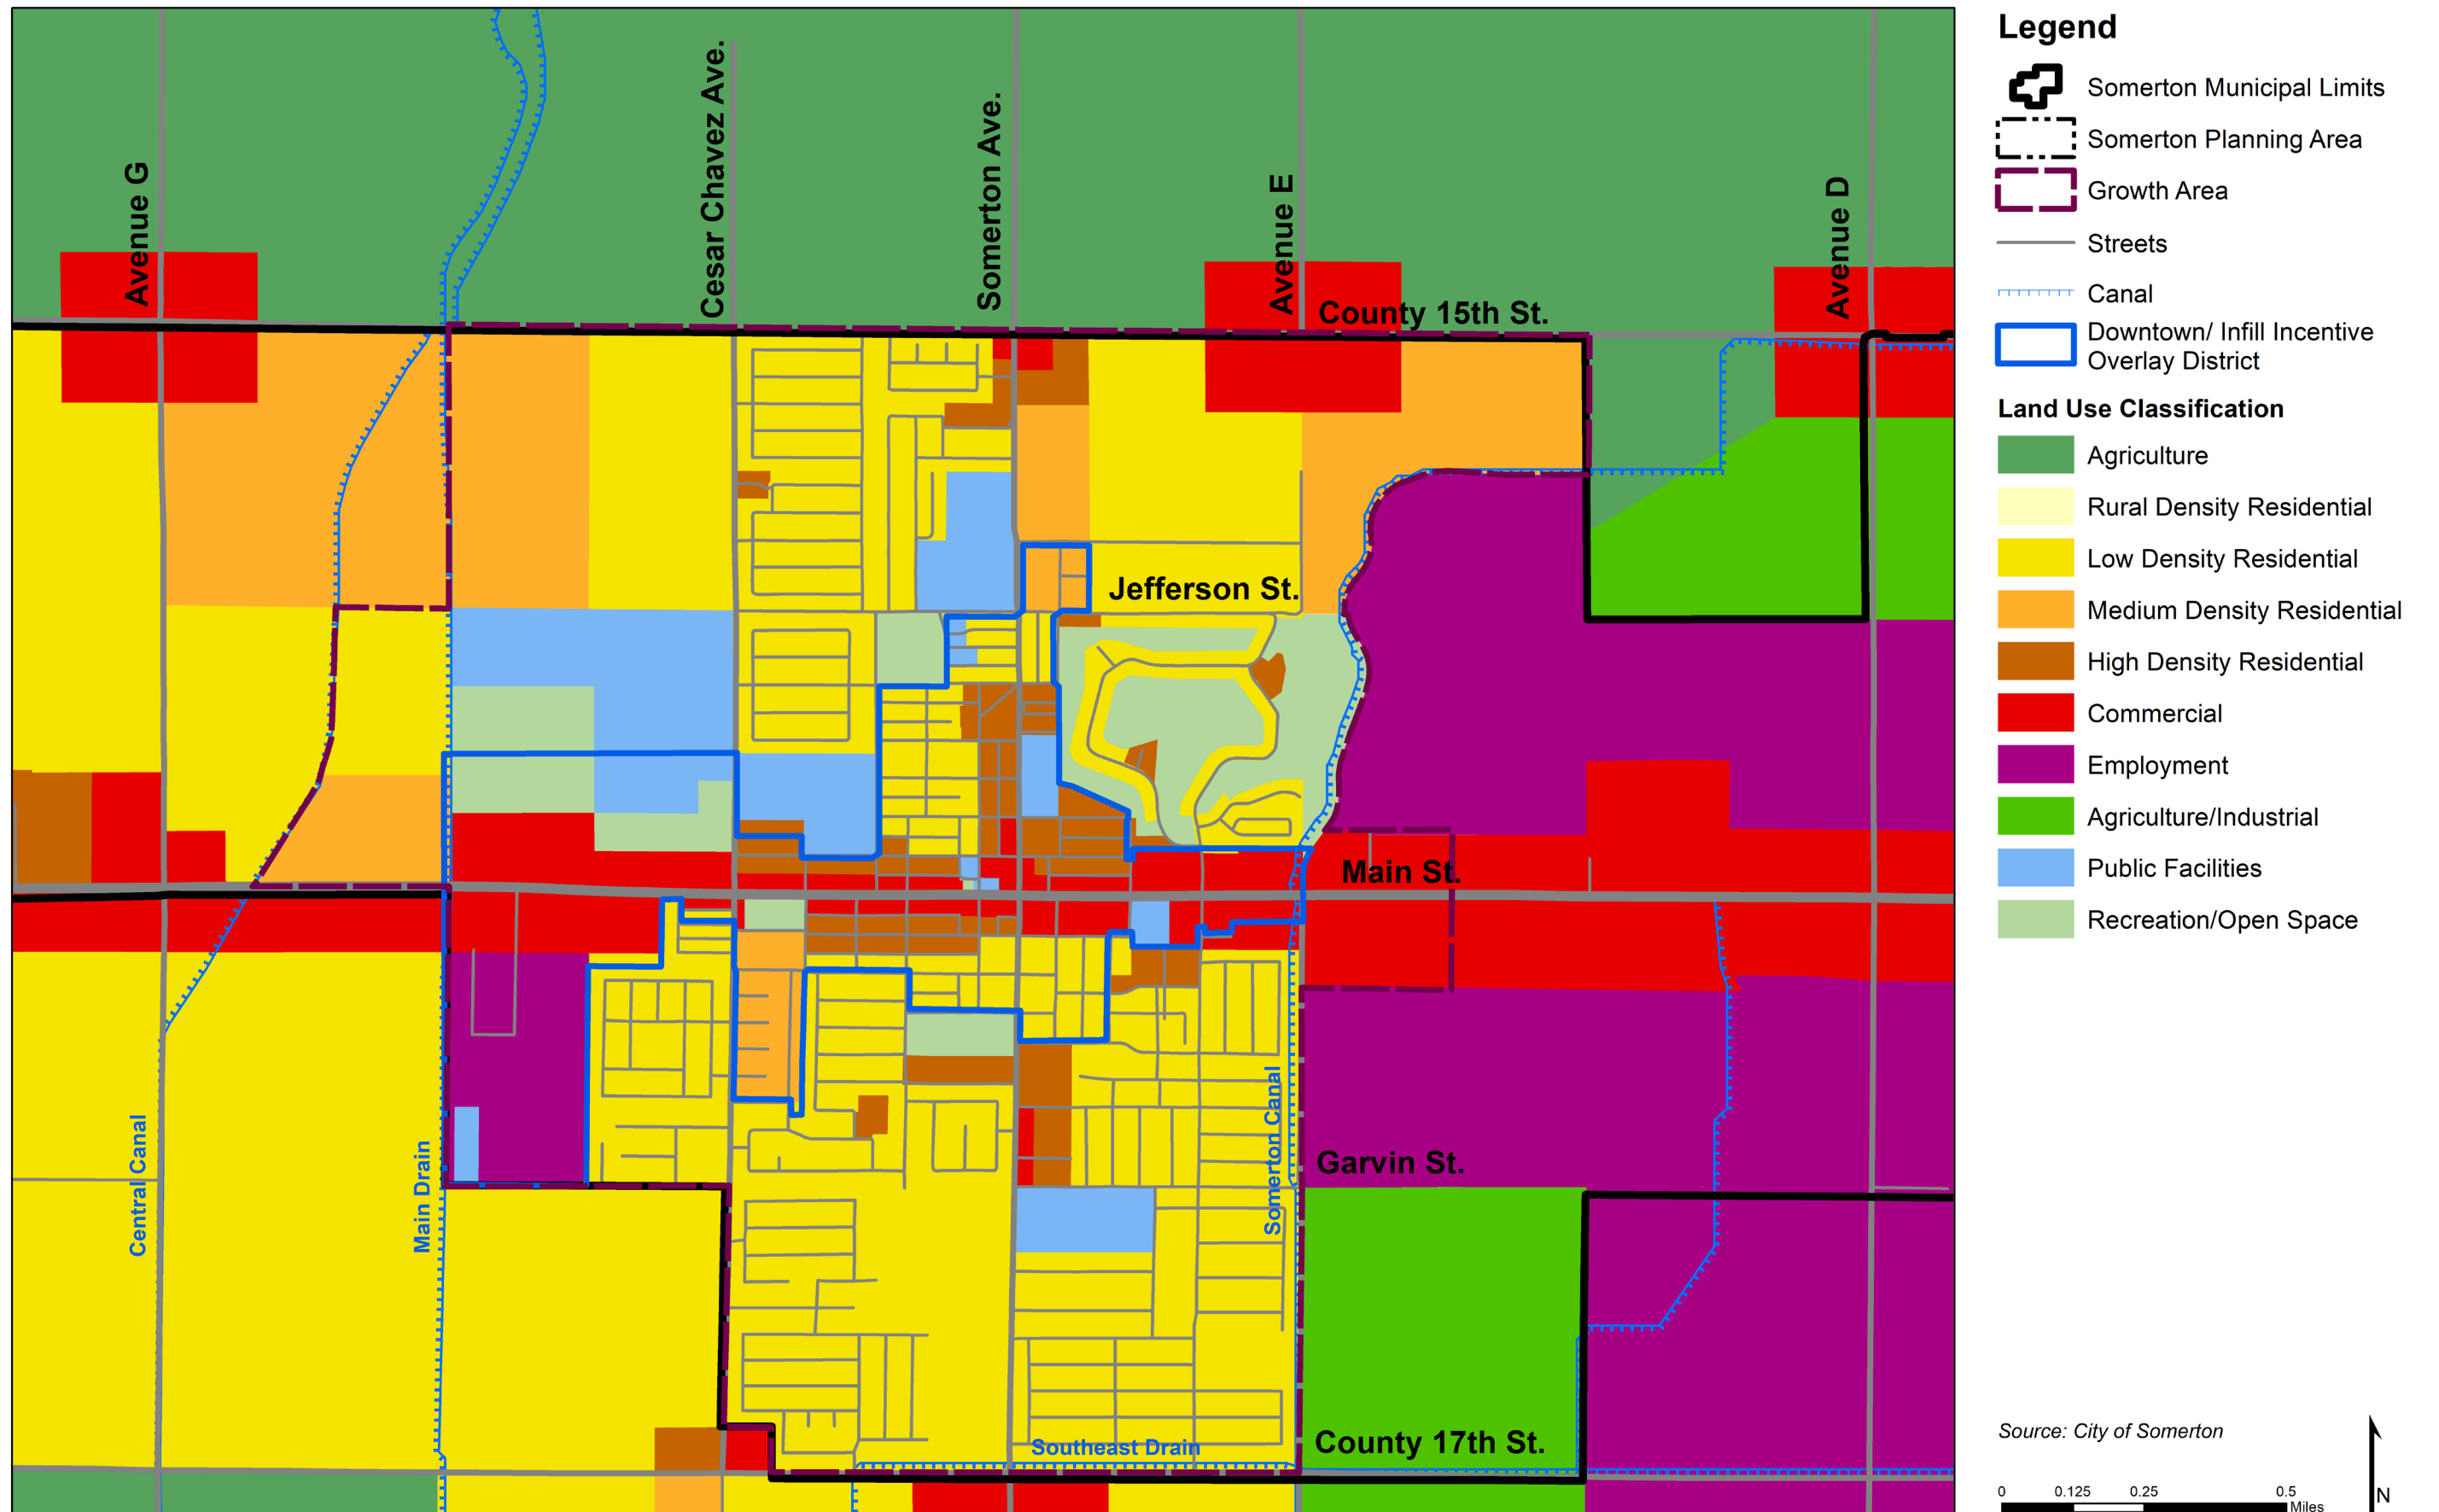 Legend
Somerton Municipal Limits
Somerton Planning Area
Growth Area
Streets
Canal
Downtown/ Infill Incentive
Overlay District
Land Use Classification
Agriculture
Rural Density Residential
Low Density Residential
Medium Density Residential
High Density Residential
Commercial
Employment
Agriculture/Industrial
Public Facilities
Recreation/Open Space
Avenue G
Cesar Chavez Ave.
Somerton Ave.
Avenue E
Avenue D
County 15th St.
Jefferson St.
Main St.
Central Canal
Main Drain
Somerton Canal
Garvin St.
Southeast Drain
County 17th St.
Source: City of Somerton
0 0.125 0.25 0.5
Miles
N